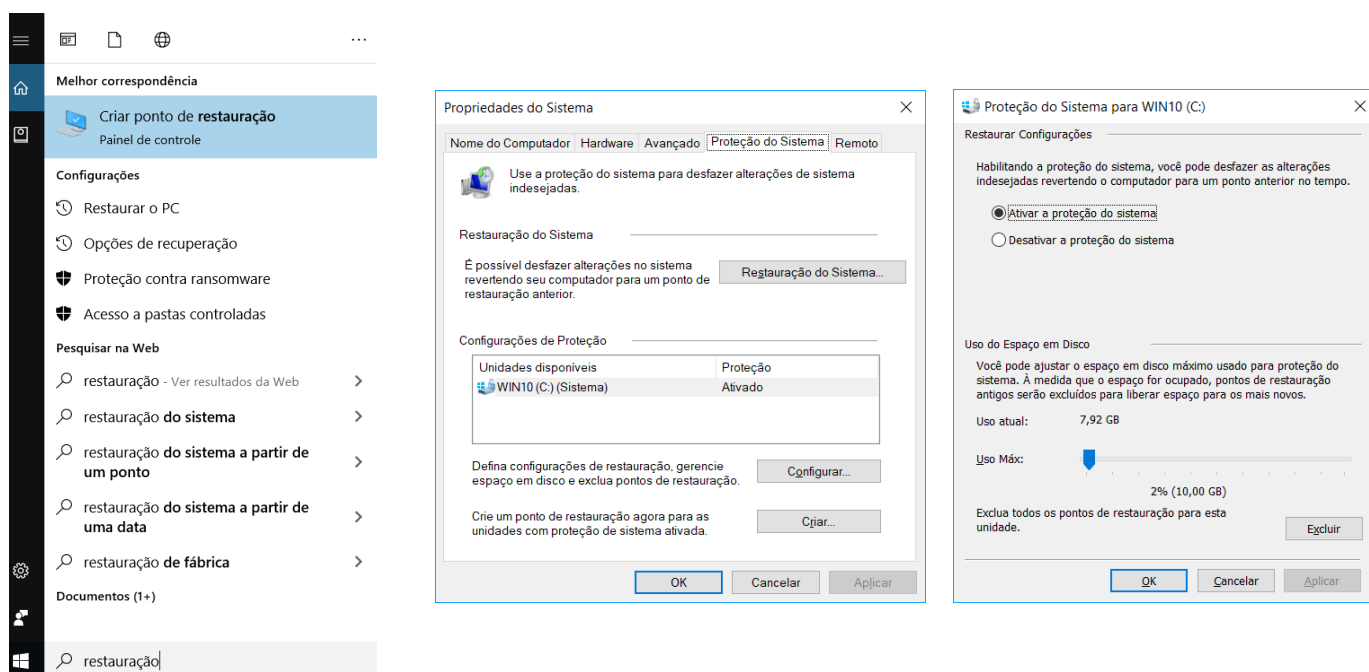 Melhor correspondência
Criar ponto de restauração
Painel de controle
Configurações
Restaurar o PC
Opções de recuperação
Proteção contra ransomware
Acesso a pastas controladas
Pesquisar na Web
restauração - Ver resultados da Web
restauração do sistema
restauração do sistema a partir de
um ponto
restauração do sistema a partir de
uma data
restauração de fábrica
Documentos (1+)
restauração
Propriedades do Sistema
Nome do Computador Hardware Avançado Proteção do Sistema Remoto
Use a proteção do sistema para desfazer alterações de sistema
indesejadas.
Restauração do Sistema
É possível desfazer alterações no sistema
revertendo seu computador para um ponto de
restauração anterior.
Restauração do Sistema...
Configurações de Proteção
Unidades disponíveis Proteção
WIN10 (C:) (Sistema) Ativado
Defina configurações de restauração, gerencie
espaço em disco e exclua pontos de restauração.
Configurar...
Crie um ponto de restauração agora para as
unidades com proteção de sistema ativada.
Criar...
OK Cancelar Aplicar
Proteção do Sistema para WIN10 (C:)
Restaurar Configurações
Habilitando a proteção do sistema, você pode desfazer as alterações
indesejadas revertendo o computador para um ponto anterior no tempo.
Ativar a proteção do sistema
Desativar a proteção do sistema
Uso do Espaço em Disco
Você pode ajustar o espaço em disco máximo usado para proteção do
sistema. À medida que o espaço for ocupado, pontos de restauração
antigos serão excluídos para liberar espaço para os mais novos.
Uso atual: 7,92 GB
Uso Máx:
2% (10,00 GB)
Exclua todos os pontos de restauração para esta
unidade.
Excluir
OK Cancelar Aplicar